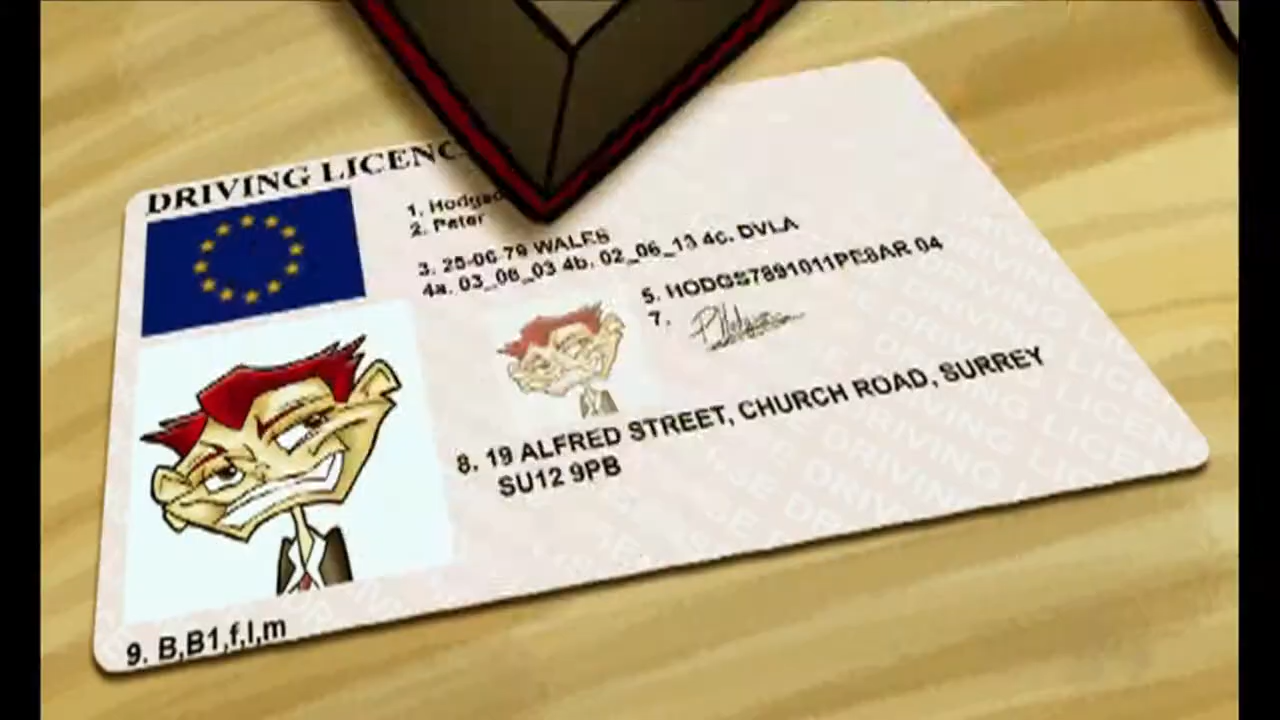 DRIVING LICENC
1. Hodgso
2. Peter
3. 25-06-79 WALES
4a. 03_06_03 4b. 02_06_13 4c. DVLA
5. HODGS7891011PE8AR 04
7.
8. 19 ALFRED STREET, CHURCH ROAD, SURREY
SU12 9PB
9. B,B1,f,l,m